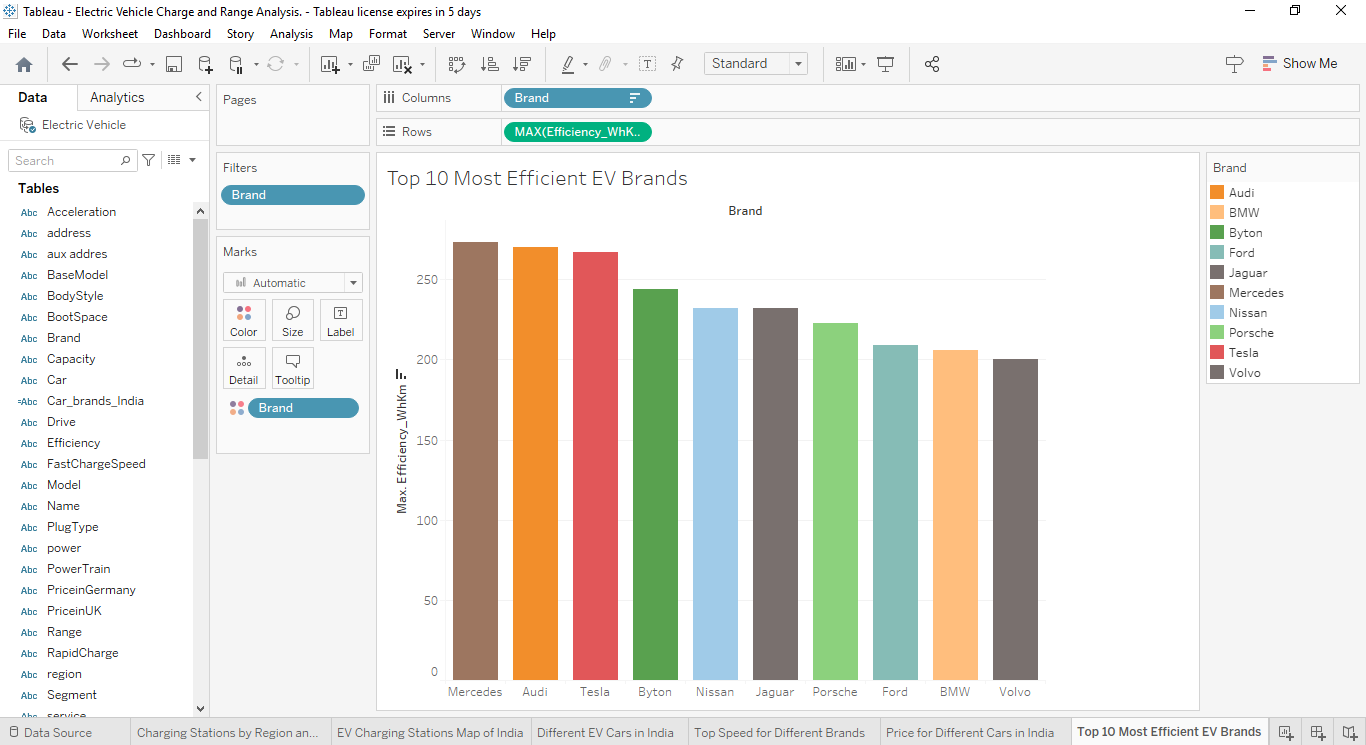 Tableau - Electric Vehicle Charge and Range Analysis. - Tableau license expires in 5 days
File Data Worksheet Dashboard Story Analysis Map Format Server Window Help
Standard
Show Me
Data Analytics
Electric Vehicle
Search
Tables
Abc Acceleration
Abc address
Abc aux addres
Abc BaseModel
Abc BodyStyle
Abc BootSpace
Abc Brand
Abc Capacity
Abc Car
=Abc Car_brands_India
Abc Drive
Abc Efficiency
Abc FastChargeSpeed
Abc Model
Abc Name
Abc PlugType
Abc power
Abc PowerTrain
Abc PriceinGermany
Abc PriceinUK
Abc Range
Abc RapidCharge
Abc region
Abc Segment
Abc service
Pages
Filters
Brand
Marks
Automatic
Color Size Label
Detail Tooltip
Brand
Columns Brand
Rows MAX(Efficiency_WhK..
Top 10 Most Efficient EV Brands
Brand
Max. Efficiency_WhKm
250
200
150
100
50
0
Mercedes Audi Tesla Byton Nissan Jaguar Porsche Ford BMW Volvo
Brand
Audi
BMW
Byton
Ford
Jaguar
Mercedes
Nissan
Porsche
Tesla
Volvo
Data Source Charging Stations by Region an... EV Charging Stations Map of India Different EV Cars in India Top Speed for Different Brands Price for Different Cars in India Top 10 Most Efficient EV Brands